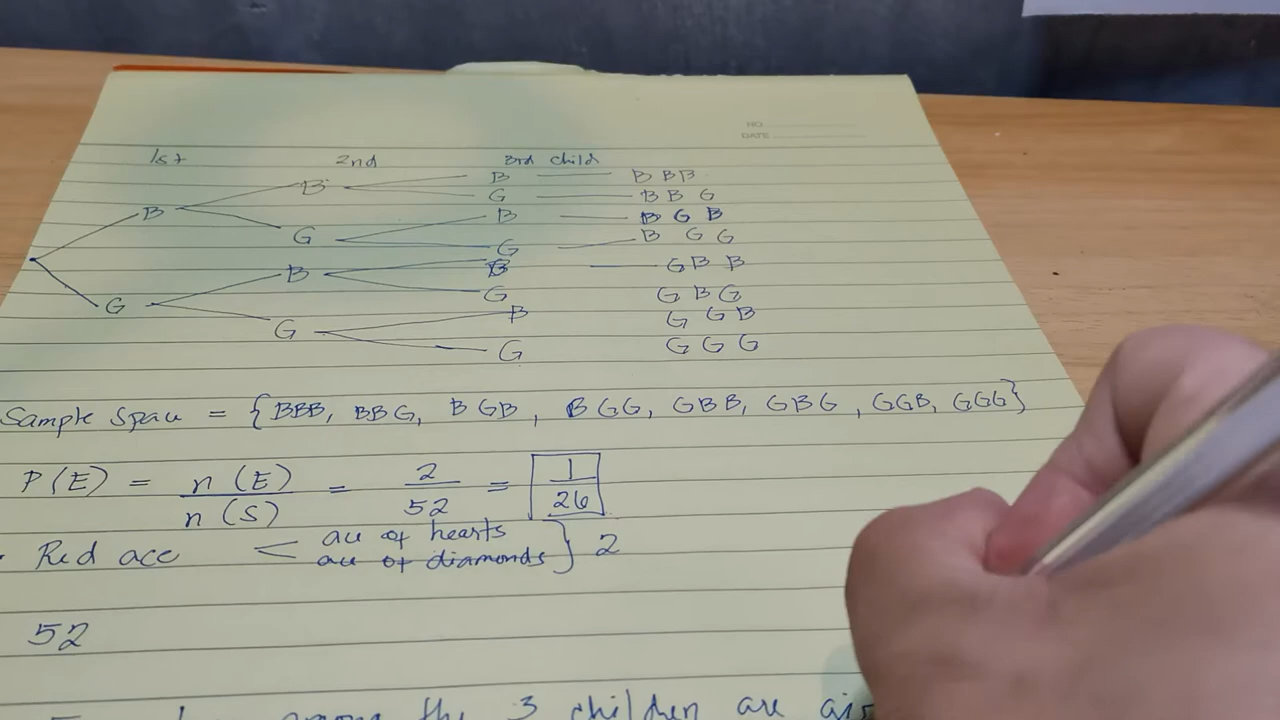 NO.
DATE
1st 2nd 3rd child
B B B BBB
G BBG
B G B BGB
G BGG
B B GBB
G G GBG
G B GGB
G GGG
Sample Space = {BBB, BBG, BGB, BGG, GBB, GBG, GGB, GGG}
P(E) = n(E)/n(S) = 2/52 = 1/26
Red ace < ace of hearts
ace of diamonds } 2
52
among the 3 children are